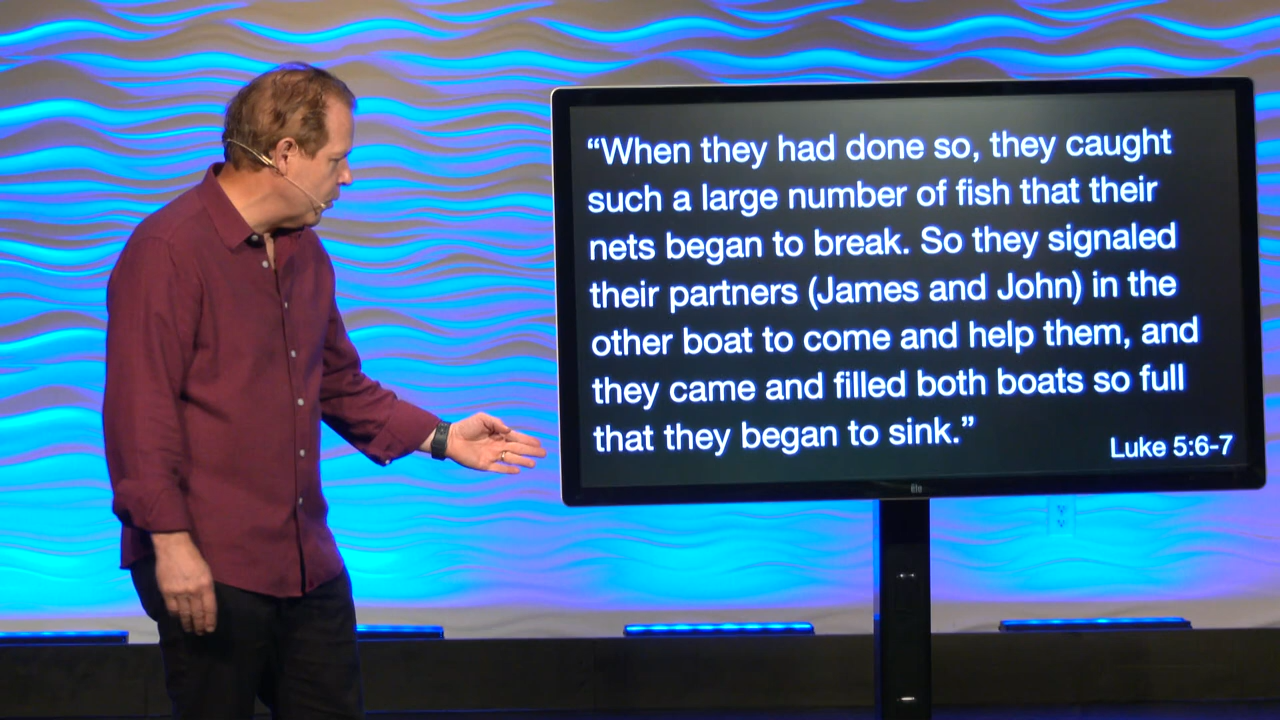 “When they had done so, they caught
such a large number of fish that their
nets began to break. So they signaled
their partners (James and John) in the
other boat to come and help them, and
they came and filled both boats so full
that they began to sink.”
Luke 5:6-7
elo